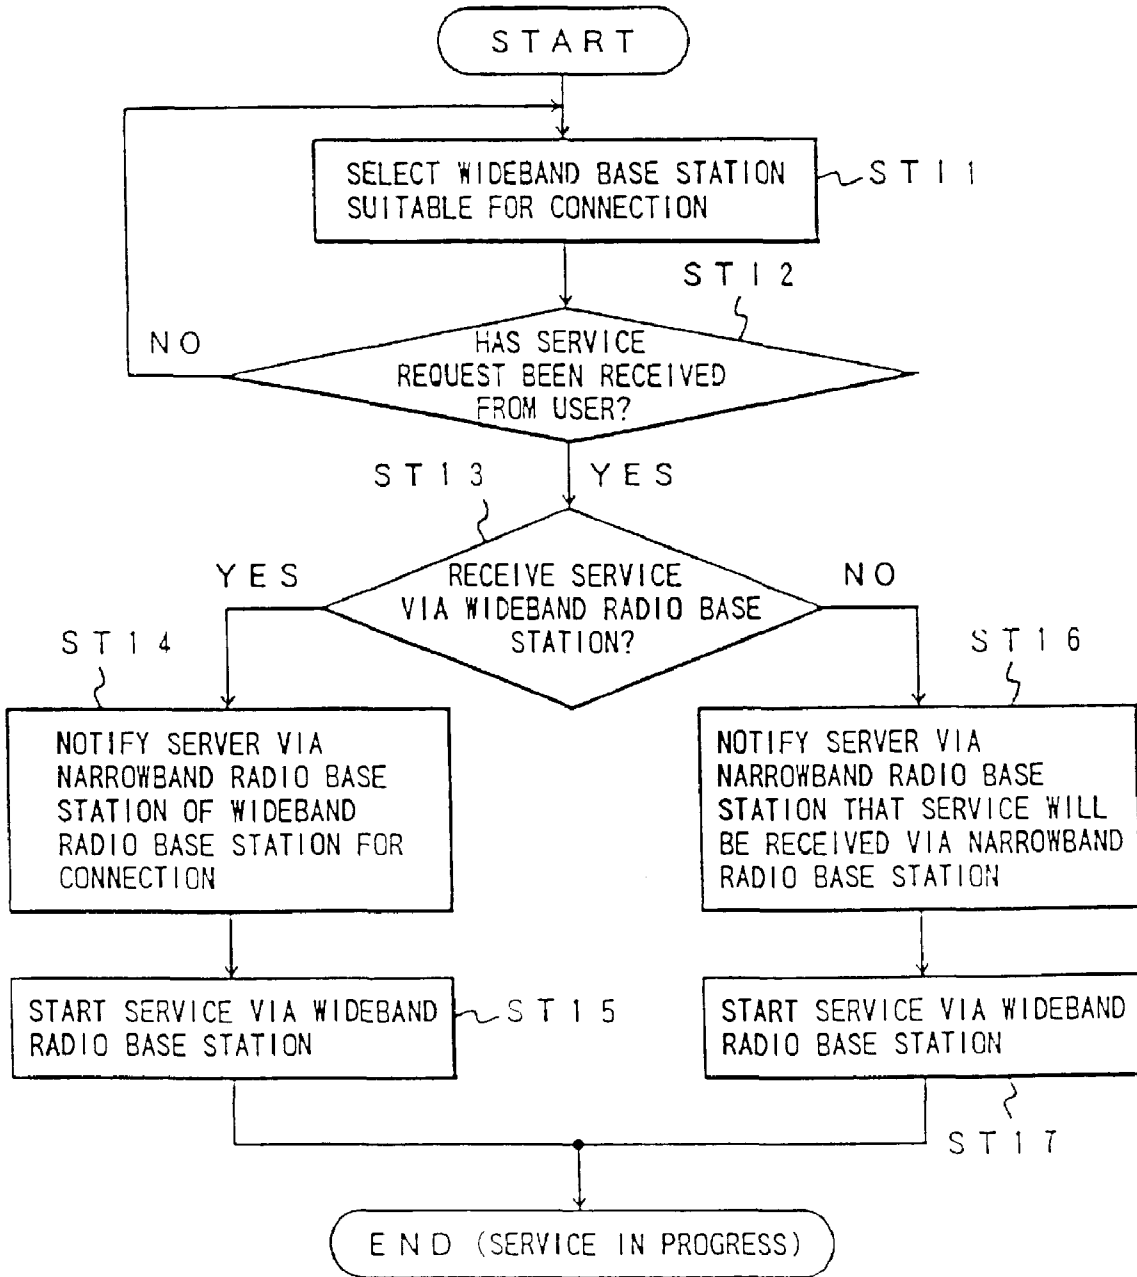 START
SELECT WIDEBAND BASE STATION
SUITABLE FOR CONNECTION
ST11
ST12
HAS SERVICE
REQUEST BEEN RECEIVED
FROM USER?
NO
YES
ST13
RECEIVE SERVICE
VIA WIDEBAND RADIO BASE
STATION?
YES
NO
ST14
NOTIFY SERVER VIA
NARROWBAND RADIO BASE
STATION OF WIDEBAND
RADIO BASE STATION FOR
CONNECTION
ST16
NOTIFY SERVER VIA
NARROWBAND RADIO BASE
STATION THAT SERVICE WILL
BE RECEIVED VIA NARROWBAND
RADIO BASE STATION
START SERVICE VIA WIDEBAND
RADIO BASE STATION
ST15
START SERVICE VIA WIDEBAND
RADIO BASE STATION
ST17
END (SERVICE IN PROGRESS)